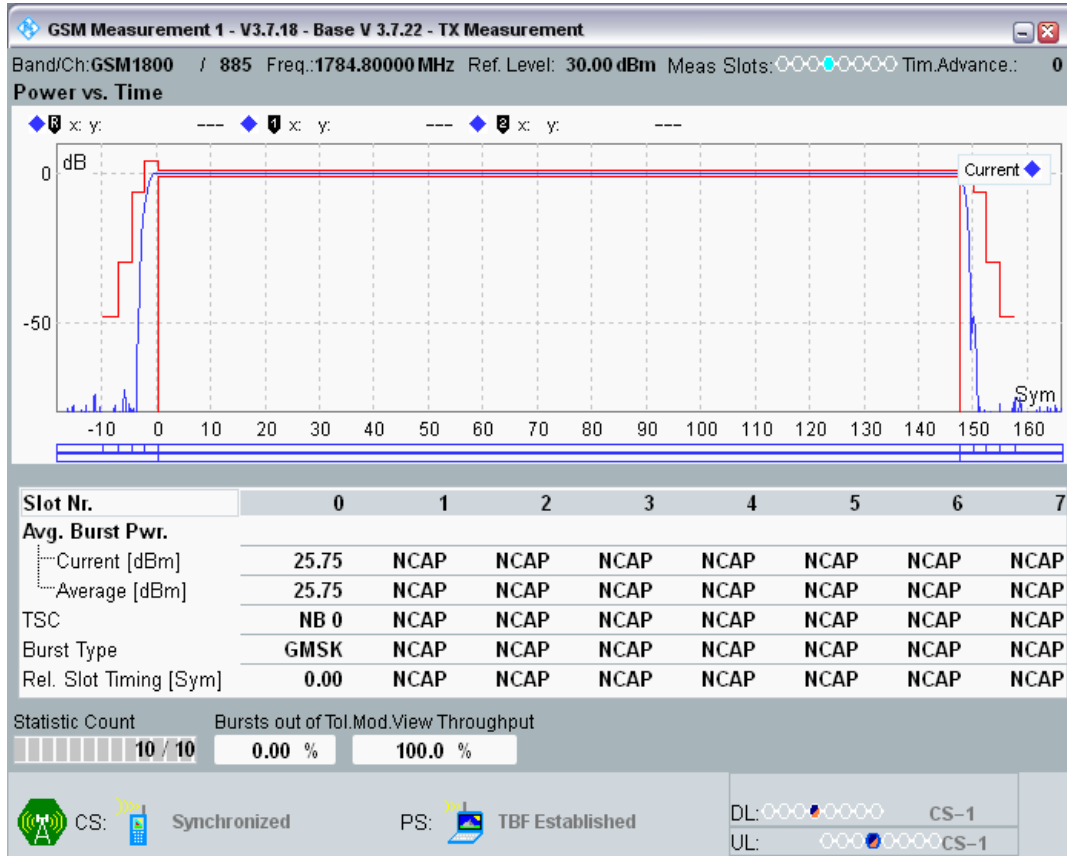 GSM Measurement 1 - V3.7.18 - Base V 3.7.22 - TX Measurement
Band/Ch:GSM1800 / 885 Freq.:1784.80000 MHz Ref. Level: 30.00 dBm Meas Slots: Tim.Advance.: 0
Power vs. Time
R x: y: --- 1 x: y: --- 2 x: y: ---
dB
0
Current
-50
Sym
-10 0 10 20 30 40 50 60 70 80 90 100 110 120 130 140 150 160
Slot Nr. 0 1 2 3 4 5 6 7
Avg. Burst Pwr.
Current [dBm] 25.75 NCAP NCAP NCAP NCAP NCAP NCAP NCAP
Average [dBm] 25.75 NCAP NCAP NCAP NCAP NCAP NCAP NCAP
TSC NB 0 NCAP NCAP NCAP NCAP NCAP NCAP NCAP
Burst Type GMSK NCAP NCAP NCAP NCAP NCAP NCAP NCAP
Rel. Slot Timing [Sym] 0.00 NCAP NCAP NCAP NCAP NCAP NCAP NCAP
Statistic Count Bursts out of Tol. Mod.View Throughput
10 / 10 0.00 % 100.0 %
CS: Synchronized PS: TBF Established DL: CS-1
UL: CS-1